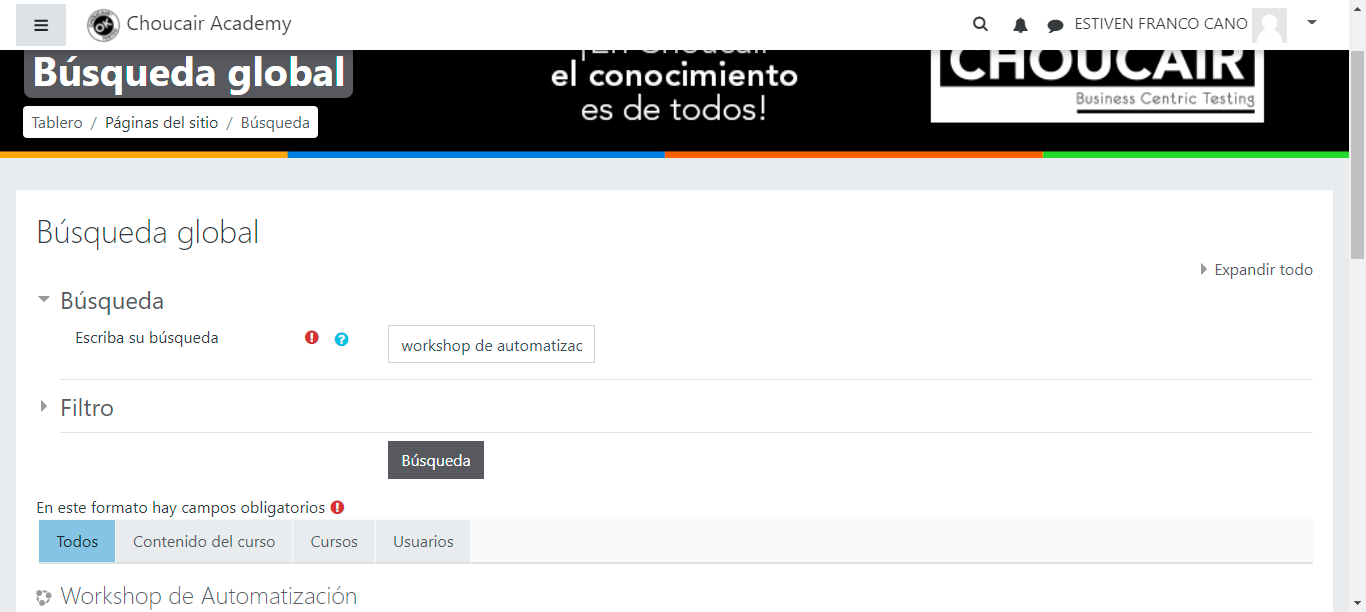 Choucair Academy
ESTIVEN FRANCO CANO
Búsqueda global
¡En Choucair
el conocimiento
es de todos!
CHOUCAIR
Business Centric Testing
Tablero / Páginas del sitio / Búsqueda
Búsqueda global
Expandir todo
Búsqueda
Escriba su búsqueda
workshop de automatizac
Filtro
Búsqueda
En este formato hay campos obligatorios
Todos
Contenido del curso
Cursos
Usuarios
Workshop de Automatización